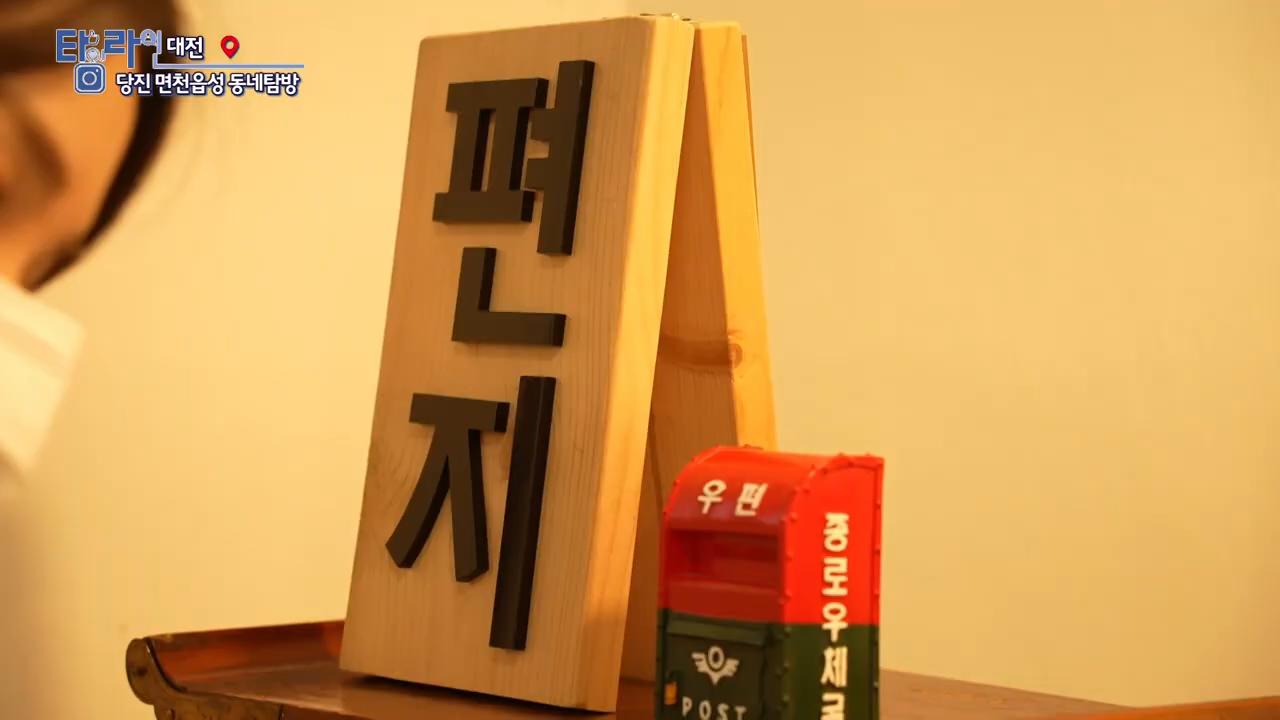 타라인 대전
당진 면천읍성 동네탐방
편지
우편
종로우체국
POST